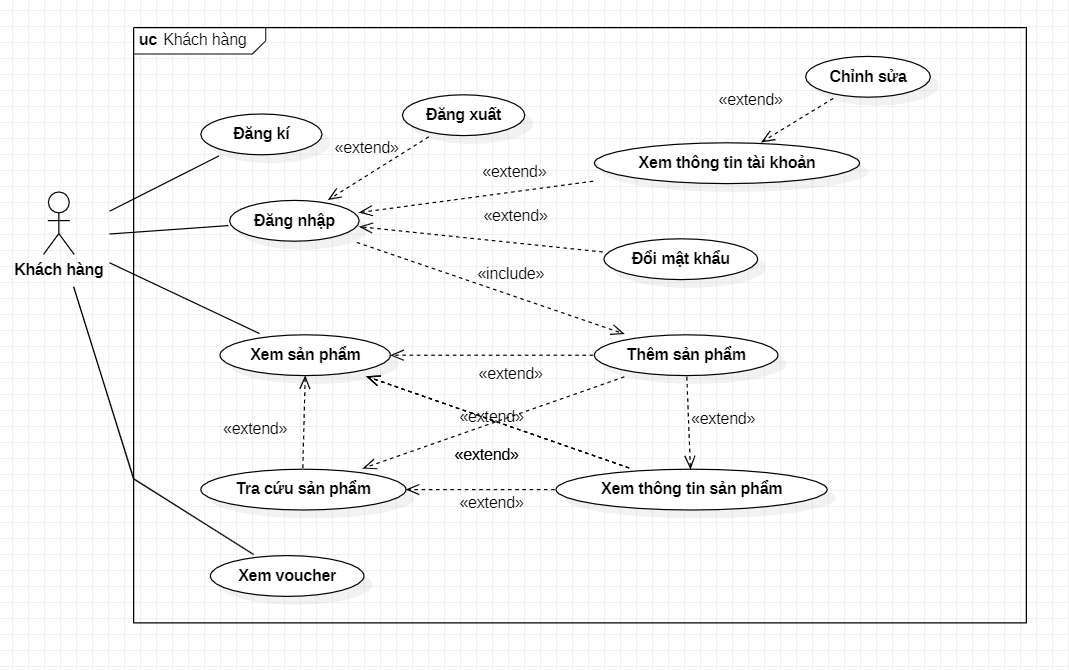 uc Khách hàng
Chỉnh sửa
«extend»
Đăng xuất
Đăng kí
«extend»
Xem thông tin tài khoản
«extend»
«extend»
Đăng nhập
Đổi mật khẩu
Khách hàng
«include»
Xem sản phẩm
Thêm sản phẩm
«extend»
«extend»
«extend»
«extend»
«extend»
Tra cứu sản phẩm
Xem thông tin sản phẩm
«extend»
Xem voucher